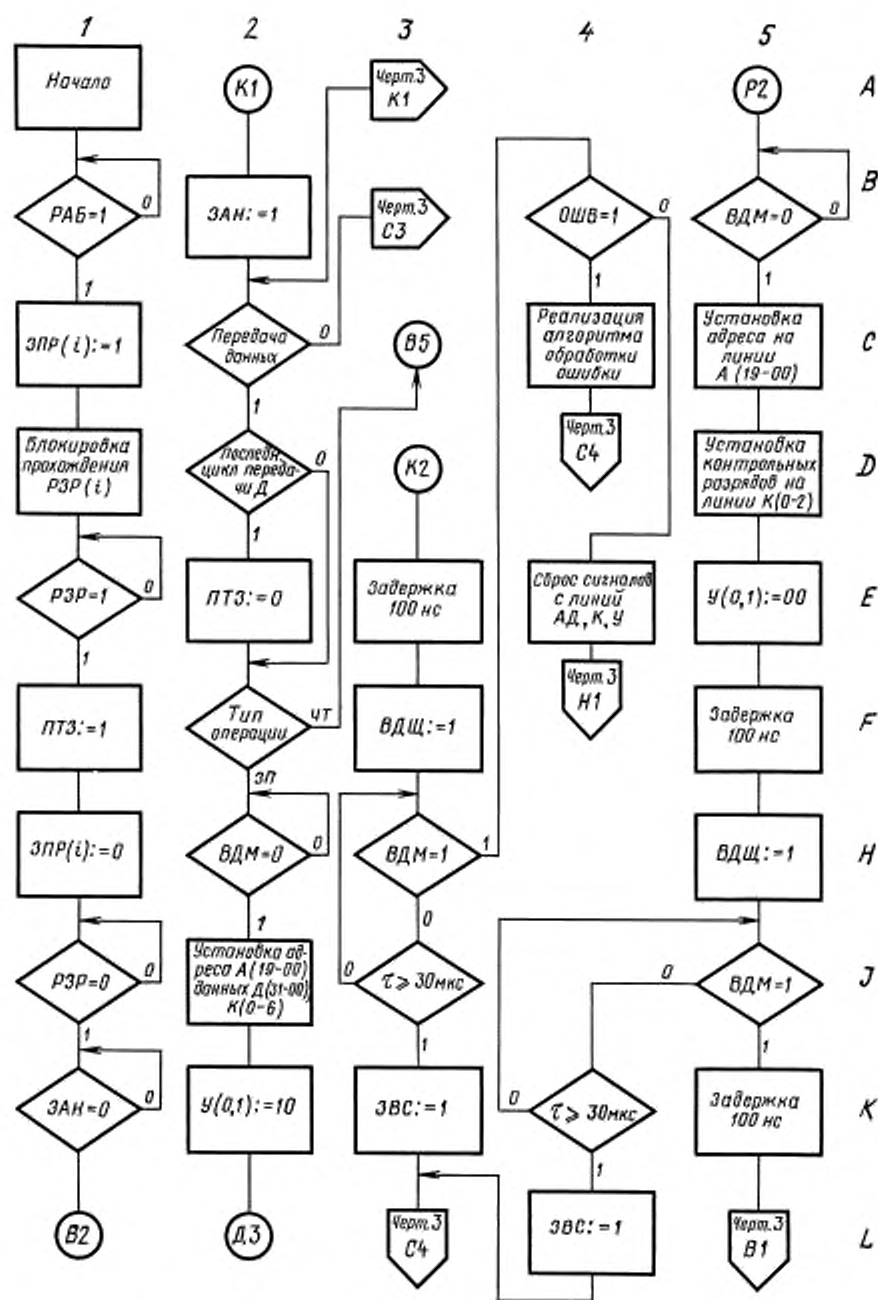 1
2
3
4
5
A
B
C
D
E
F
H
J
K
L
Начало
РАБ=1
0
1
ЗПР(i):=1
Блокировка
прохождения
РЗР(i)
РЗР=1
0
1
ПТЗ:=1
ЗПР(i):=0
РЗР=0
0
1
ЗАН=0
0
В2
К1
ЗАН:=1
Передача
данных
0
1
Последн.
цикл переда-
чи Д
0
1
ПТЗ:=0
Тип
операции
ЧТ
ЗП
ВДМ=0
0
1
Установка ад-
реса А(19-00)
данных Д(31-00)
К(0-6)
У(0,1):=10
Д3
Черт.3
К1
Черт.3
С3
В5
К2
Задержка
100 нс
ВДЩ:=1
ВДМ=1
1
0
τ⩾30мкс
0
1
ЗВС:=1
Черт.3
С4
ОШВ=1
0
1
Реализация
алгоритма
обработки
ошибки
Черт.3
С4
Сброс сигналов
с линий
АД, К, У
Черт.3
Н1
0
τ⩾30мкс
0
1
ЗВС:=1
Р2
ВДМ=0
0
1
Установка
адреса на
линии
А(19-00)
Установка
контрольных
разрядов на
линии К(0-2)
У(0,1):=00
Задержка
100 нс
ВДЩ:=1
ВДМ=1
1
Задержка
100 нс
Черт.3
В1